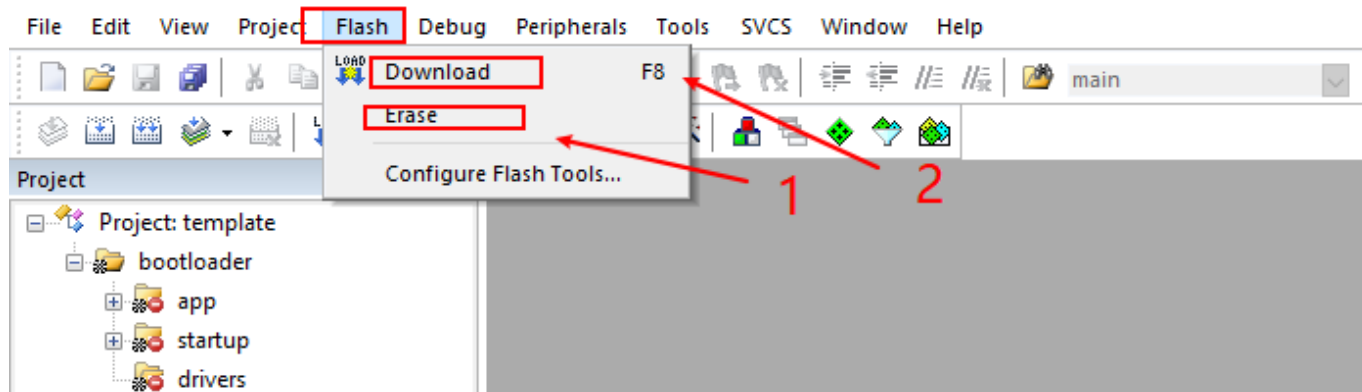 File Edit View Project Flash Debug Peripherals Tools SVCS Window Help
LOAD Download F8
main
Erase
Project
Configure Flash Tools...
1
2
Project: template
bootloader
app
startup
drivers